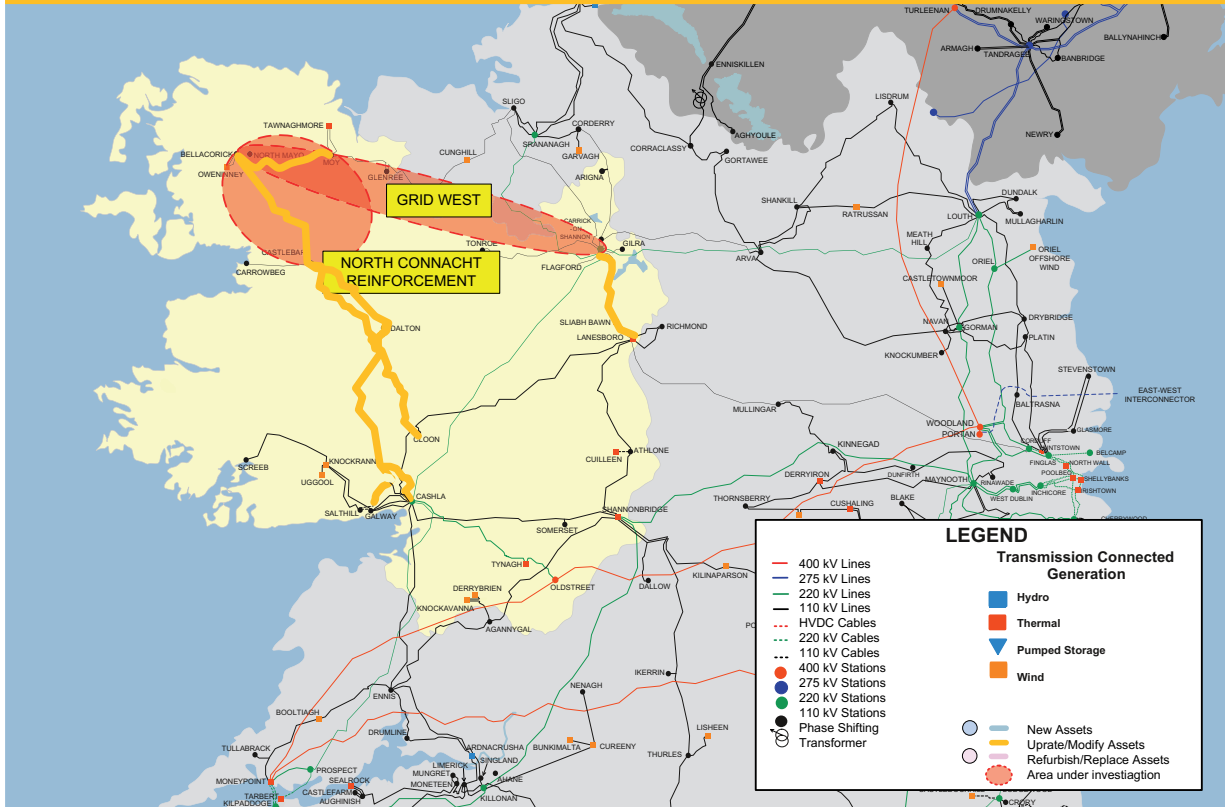 TURLEENAN
DRUMNAKELLY
WARINGSTOWN
BALLYNAHINCH
ARMAGH
TANDRAGEE
BANBRIDGE
ENNISKILLEN
LISDRUM
NEWRY
SLIGO
CORDERRY
SRANANAGH
GARVAGH
CORRACLASSY
AGHYOULE
GORTAWEE
TAWNAGHMORE
BELLACORICK
NORTH MAYO
MOY
OWENINNEY
CUNGHILL
GLENREE
ARIGNA
GRID WEST
SHANKILL
RATRUSSAN
DUNDALK
MULLAGHARLIN
LOUTH
CARRICK
ON
SHANNON
CASTLEBAR
CARROWBEG
TONROE
GILRA
FLAGFORD
ARVA
MEATH
HILL
ORIEL
ORIEL
OFFSHORE
WIND
CASTLETOWNMOOR
NORTH CONNACHT
REINFORCEMENT
DALTON
SLIABH BAWN
LANESBORO
RICHMOND
NAVAN
GORMAN
DRYBRIDGE
PLATIN
KNOCKUMBER
STEVENSTOWN
EAST-WEST
INTERCONNECTOR
BALTRASNA
MULLINGAR
WOODLAND
PORTAN
GLASMORE
CLOON
SCREEB
KNOCKRANN
UGGOOL
CUILLEEN
ATHLONE
KINNEGAD
CORDUFF
FINGLAS
BELCAMP
NORTH WALL
POOLBEG
SHELLYBANKS
DERRYIRON
DUNFIRTH
MAYNOOTH
RINAWADE
WEST DUBLIN
INCHICORE
CASHLA
SALTHILL
GALWAY
SHANNONBRIDGE
SOMERSET
THORNSBERRY
CUSHALING
BLAKE
TYNAGH
OLDSTREET
DALLOW
KILINAPARSON
DERRYBRIEN
KNOCKAVANNA
AGANNYGAL
IKERRIN
NENAGH
ENNIS
BOOLTIAGH
DRUMLINE
TULLABRACK
MONEYPOINT
PROSPECT
TARBERT
KILPADDOGE
SEALROCK
CASTLEFARM
AUGHINISH
LIMERICK
MUNGRET
MONETEEN
ARDNACRUSHA
SINGLAND
AHANE
KILLONAN
BUNKIMALTA
CUREENY
THURLES
LISHEEN
LEGEND
400 kV Lines
275 kV Lines
220 kV Lines
110 kV Lines
HVDC Cables
220 kV Cables
110 kV Cables
400 kV Stations
275 kV Stations
220 kV Stations
110 kV Stations
Phase Shifting
Transformer
Transmission Connected
Generation
Hydro
Thermal
Pumped Storage
Wind
New Assets
Uprate/Modify Assets
Refurbish/Replace Assets
Area under investiagtion
CRORY